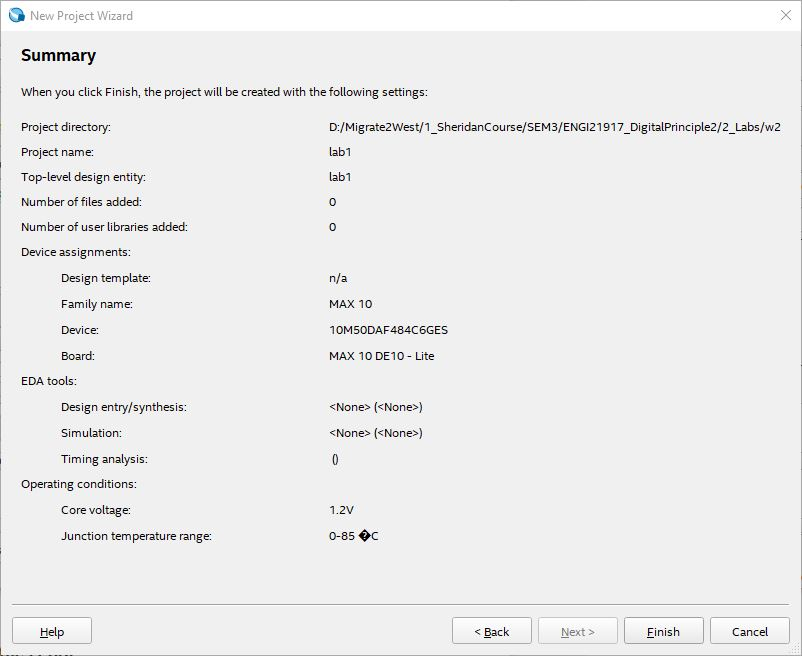 New Project Wizard
Summary
When you click Finish, the project will be created with the following settings:
Project directory: D:/Migrate2West/1_SheridanCourse/SEM3/ENGI21917_DigitalPrinciple2/2_Labs/w2
Project name: lab1
Top-level design entity: lab1
Number of files added: 0
Number of user libraries added: 0
Device assignments:
Design template: n/a
Family name: MAX 10
Device: 10M50DAF484C6GES
Board: MAX 10 DE10 - Lite
EDA tools:
Design entry/synthesis: <None> (<None>)
Simulation: <None> (<None>)
Timing analysis: ()
Operating conditions:
Core voltage: 1.2V
Junction temperature range: 0-85 �C
Help < Back Next > Finish Cancel